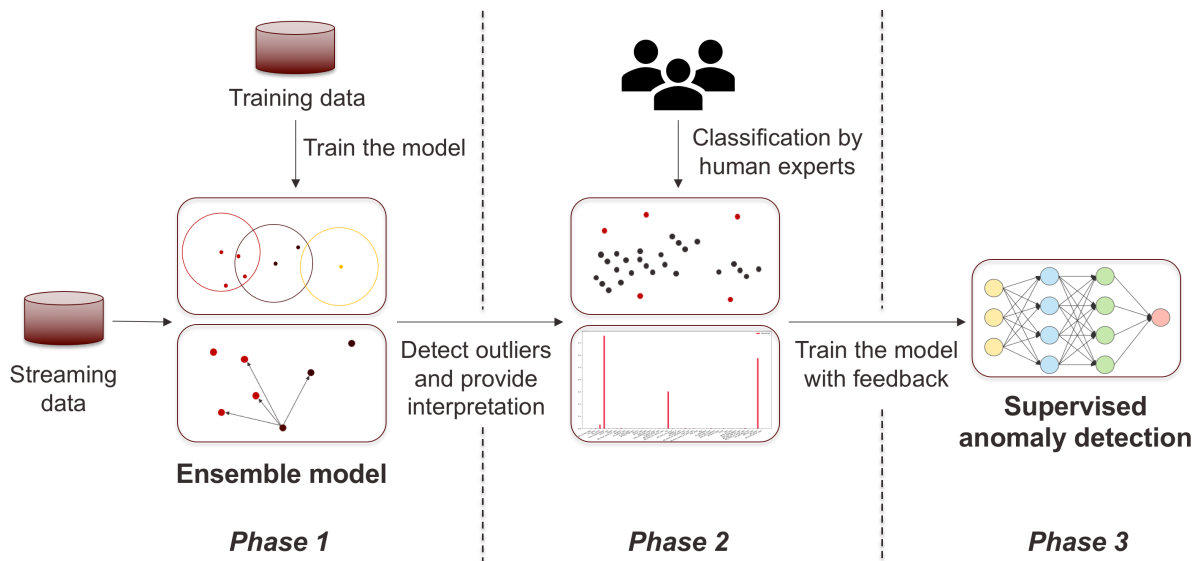 Training data
Train the model
Classification by
human experts
Streaming
data
Detect outliers
and provide
interpretation
Train the model
with feedback
Ensemble model
Supervised
anomaly detection
Phase 1
Phase 2
Phase 3